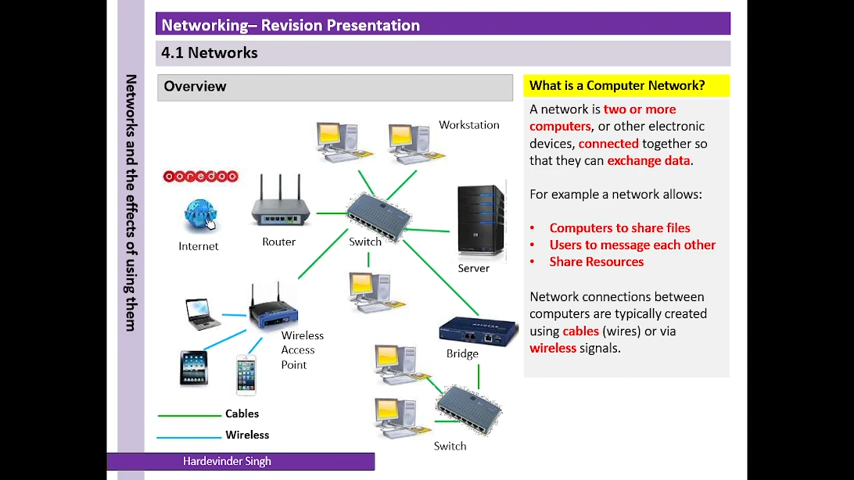 Networking– Revision Presentation
4.1 Networks
Networks and the effects of using them
Overview
Workstation
ooredoo
Internet
Router
Switch
Server
Wireless
Access
Point
Bridge
Switch
Cables
Wireless
What is a Computer Network?
A network is two or more
computers, or other electronic
devices, connected together so
that they can exchange data.
For example a network allows:
• Computers to share files
• Users to message each other
• Share Resources
Network connections between
computers are typically created
using cables (wires) or via
wireless signals.
Hardevinder Singh